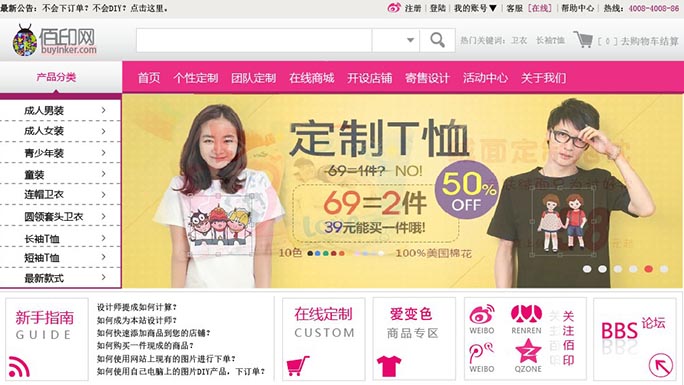 最新公告：不会下订单？不会DIY？点击这里。
注册 | 登陆 | 我的账号▼ | 客服 [在线] | 帮助中心 | 热线：4008-4008-86
佰印网
buyinker.com
热门关键词：卫衣 长袖T恤
[ 0 ] 去购物车结算
产品分类
首页 个性定制 团队定制 在线商城 开设店铺 寄售设计 活动中心 关于我们
成人男装 >
成人女装 >
青少年装 >
童装 >
连帽卫衣 >
圆领套头卫衣 >
长袖T恤 >
短袖T恤 >
最新款式 >
定制T恤
69=1件？ NO!
69=2件
39元能买一件哦！
50%
OFF
10色
100%美国棉花
新手指南
GUIDE
设计师提成如何计算？
如何成为本站设计师？
如何快速添加商品到您的店铺？
如何购买一件现成的商品？
如何使用网站上现有的图片进行下单？
如何使用自己电脑上的图片DIY产品，下订单？
在线定制
CUSTOM
爱变色
商品专区
WEIBO
RENREN
WEIBO
QZONE
关注佰印
BBS 论坛